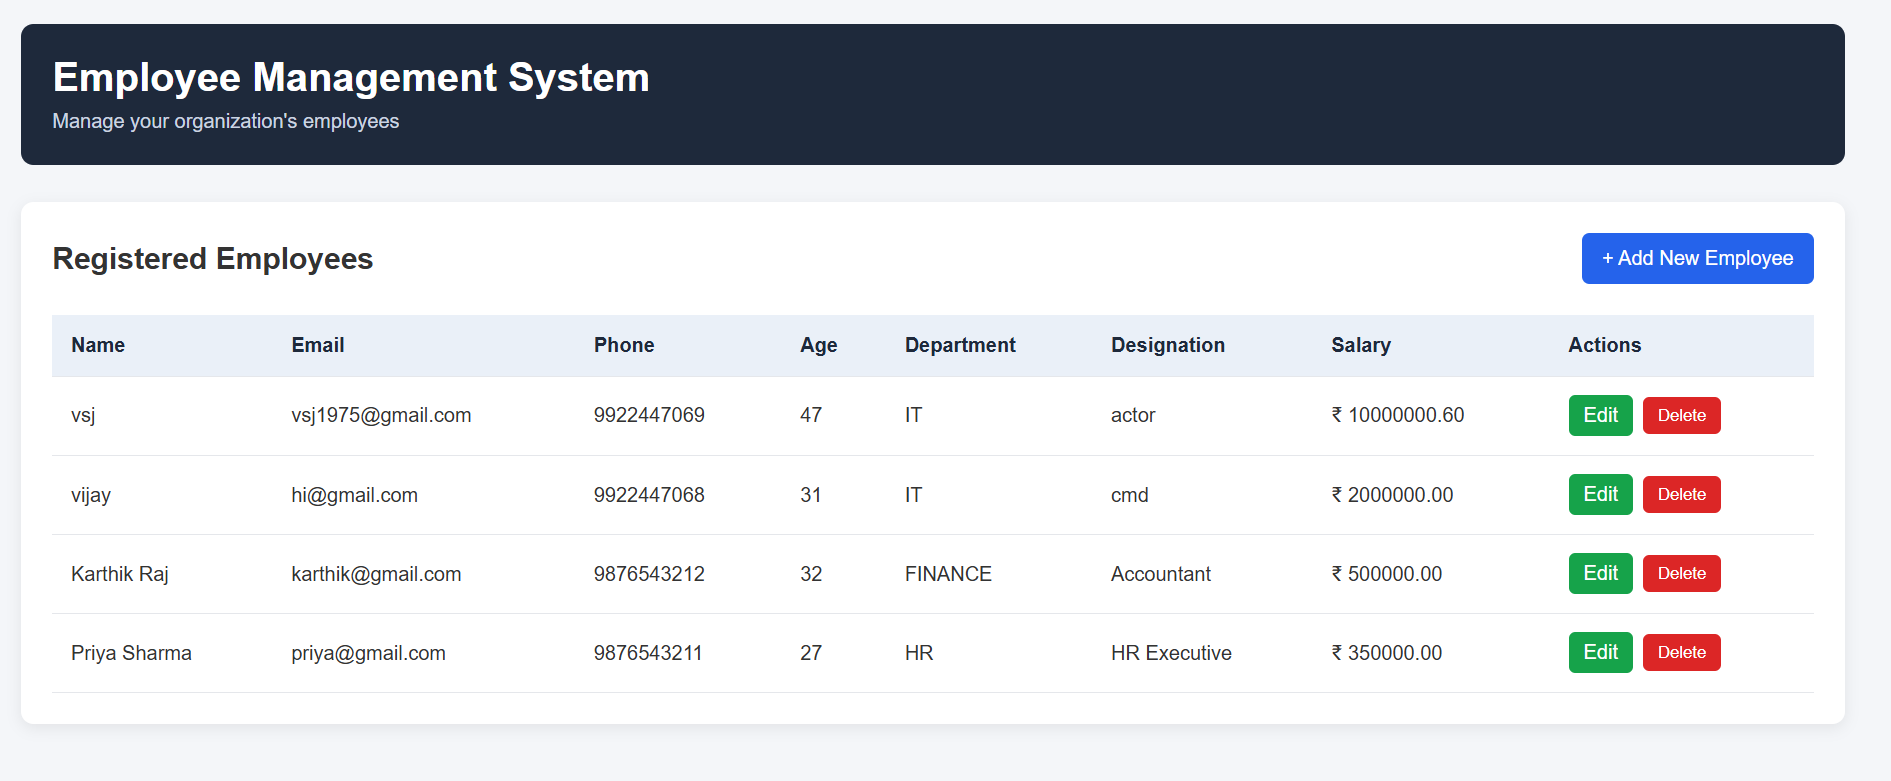 Employee Management System
Manage your organization's employees
Registered Employees
+ Add New Employee
Name Email Phone Age Department Designation Salary Actions
vsj vsj1975@gmail.com 9922447069 47 IT actor ₹ 10000000.60 Edit Delete
vijay hi@gmail.com 9922447068 31 IT cmd ₹ 2000000.00 Edit Delete
Karthik Raj karthik@gmail.com 9876543212 32 FINANCE Accountant ₹ 500000.00 Edit Delete
Priya Sharma priya@gmail.com 9876543211 27 HR HR Executive ₹ 350000.00 Edit Delete